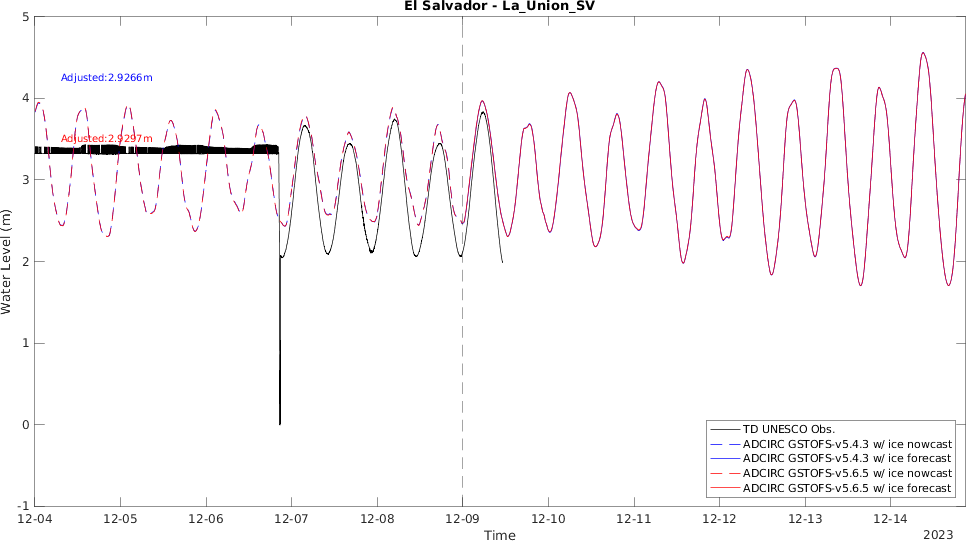 El Salvador - La_Union_SV
Adjusted:2.9266m
Adjusted:2.9297m
Water Level (m)
5
4
3
2
1
0
-1
TD UNESCO Obs.
ADCIRC GSTOFS-v5.4.3 w/ ice nowcast
ADCIRC GSTOFS-v5.4.3 w/ ice forecast
ADCIRC GSTOFS-v5.6.5 w/ ice nowcast
ADCIRC GSTOFS-v5.6.5 w/ ice forecast
12-04 12-05 12-06 12-07 12-08 12-09 12-10 12-11 12-12 12-13 12-14
Time
2023